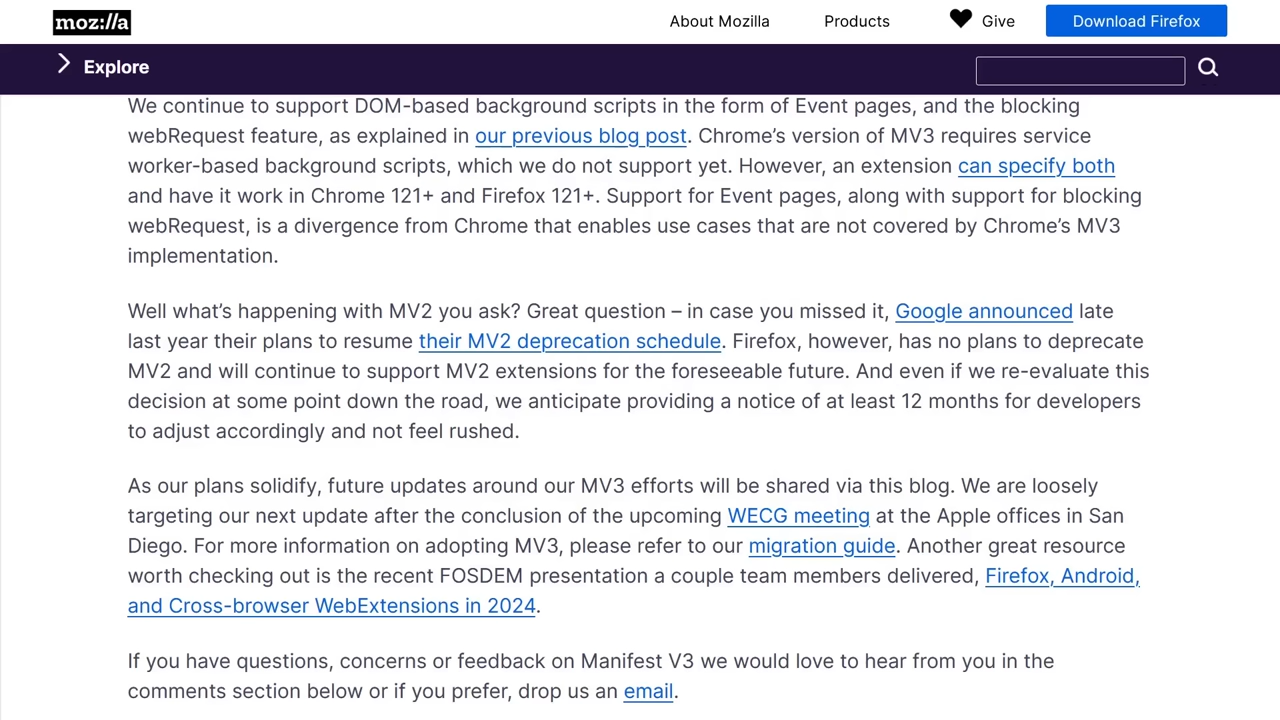 moz://a
About Mozilla
Products
Give
Download Firefox
Explore
We continue to support DOM-based background scripts in the form of Event pages, and the blocking
webRequest feature, as explained in our previous blog post. Chrome’s version of MV3 requires service
worker-based background scripts, which we do not support yet. However, an extension can specify both
and have it work in Chrome 121+ and Firefox 121+. Support for Event pages, along with support for blocking
webRequest, is a divergence from Chrome that enables use cases that are not covered by Chrome’s MV3
implementation.
Well what’s happening with MV2 you ask? Great question – in case you missed it, Google announced late
last year their plans to resume their MV2 deprecation schedule. Firefox, however, has no plans to deprecate
MV2 and will continue to support MV2 extensions for the foreseeable future. And even if we re-evaluate this
decision at some point down the road, we anticipate providing a notice of at least 12 months for developers
to adjust accordingly and not feel rushed.
As our plans solidify, future updates around our MV3 efforts will be shared via this blog. We are loosely
targeting our next update after the conclusion of the upcoming WECG meeting at the Apple offices in San
Diego. For more information on adopting MV3, please refer to our migration guide. Another great resource
worth checking out is the recent FOSDEM presentation a couple team members delivered, Firefox, Android,
and Cross-browser WebExtensions in 2024.
If you have questions, concerns or feedback on Manifest V3 we would love to hear from you in the
comments section below or if you prefer, drop us an email.